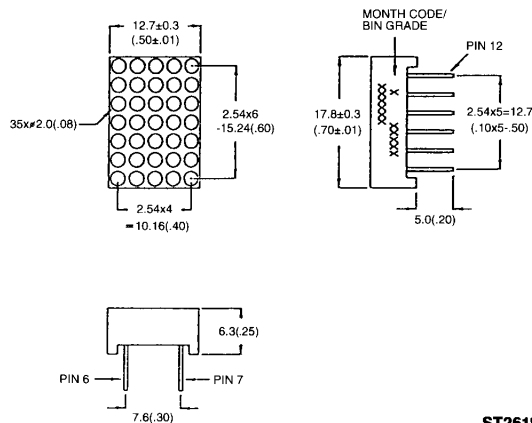 12.7±0.3
(.50±.01)
35x⌀2.0(.08)
2.54x6
-15.24(.60)
2.54x4
=10.16(.40)
MONTH CODE/
BIN GRADE
PIN 12
17.8±0.3
(.70±.01)
2.54x5=12.7
(.10x5-.50)
5.0(.20)
6.3(.25)
PIN 6
PIN 7
7.6(.30)